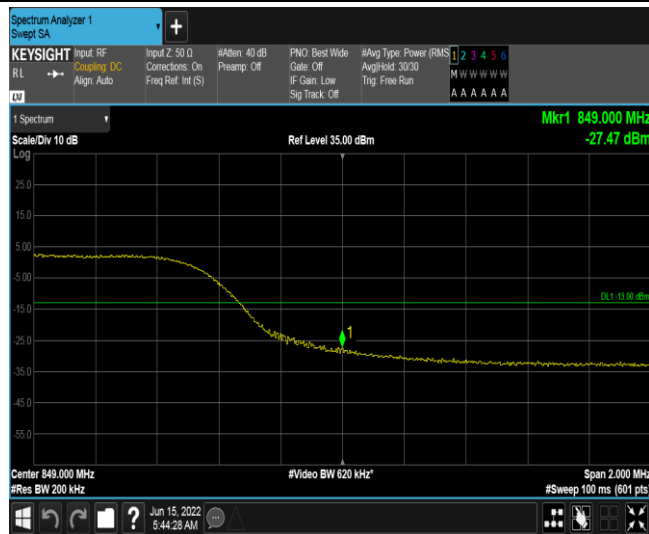 Spectrum Analyzer 1
Swept SA
+
KEYSIGHT
RL
LXI
Input: RF
Coupling: DC
Align: Auto
Input Z: 50 Ω
Corrections: On
Freq Ref: Int (S)
#Atten: 40 dB
Preamp: Off
PNO: Best Wide
Gate: Off
IF Gain: Low
Sig Track: Off
#Avg Type: Power (RMS
Avg|Hold: 30/30
Trig: Free Run
1 2 3 4 5 6
M W W W W W
A A A A A A
1 Spectrum
Scale/Div 10 dB
Log
Ref Level 35.00 dBm
Mkr1 849.000 MHz
-27.47 dBm
25.0
15.0
5.00
-5.00
DL1 -13.00 dBm
-15.0
1
-25.0
-35.0
-45.0
-55.0
Center 849.000 MHz
#Video BW 620 kHz*
Span 2.000 MHz
#Res BW 200 kHz
#Sweep 100 ms (601 pts)
?
Jun 15, 2022
5:44:28 AM